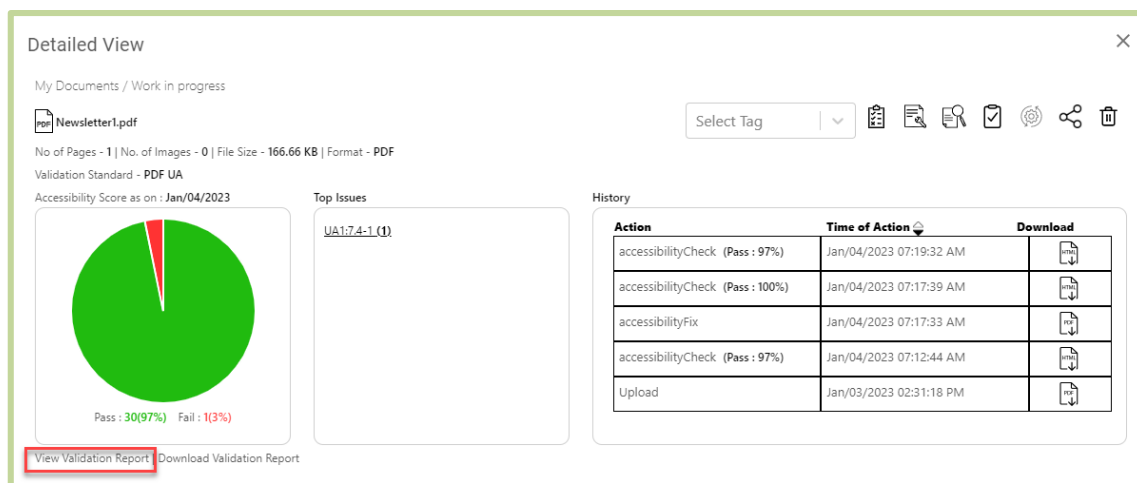 Detailed View
My Documents / Work in progress
PDF Newsletter1.pdf
Select Tag
No of Pages - 1 | No. of Images - 0 | File Size - 166.66 KB | Format - PDF
Validation Standard - PDF UA
Accessibility Score as on : Jan/04/2023
Pass : 30(97%) Fail : 1(3%)
Top Issues
UA1:7.4-1 (1)
History
Action Time of Action Download
accessibilityCheck (Pass : 97%) Jan/04/2023 07:19:32 AM HTML
accessibilityCheck (Pass : 100%) Jan/04/2023 07:17:39 AM HTML
accessibilityFix Jan/04/2023 07:17:33 AM PDF
accessibilityCheck (Pass : 97%) Jan/04/2023 07:12:44 AM HTML
Upload Jan/03/2023 02:31:18 PM PDF
View Validation Report | Download Validation Report